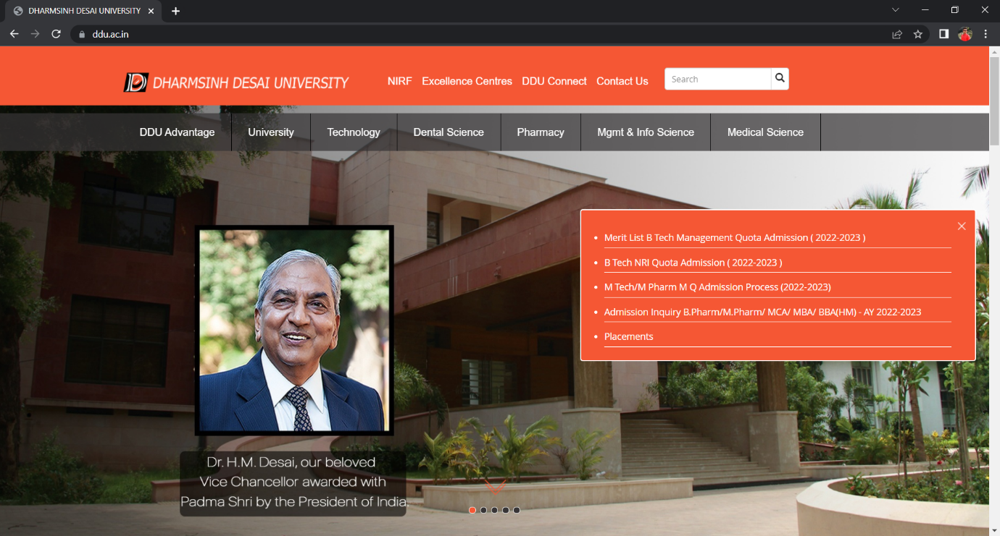 DHARMSINH DESAI UNIVERSITY
ddu.ac.in
DHARMSINH DESAI UNIVERSITY
NIRF Excellence Centres DDU Connect Contact Us
Search
DDU Advantage University Technology Dental Science Pharmacy Mgmt & Info Science Medical Science
Merit List B Tech Management Quota Admission ( 2022-2023 )
B Tech NRI Quota Admission ( 2022-2023 )
M Tech/M Pharm M Q Admission Process (2022-2023)
Admission Inquiry B.Pharm/M.Pharm/ MCA/ MBA/ BBA(HM) - AY 2022-2023
Placements
Dr. H.M. Desai, our beloved
Vice Chancellor awarded with
Padma Shri by the President of India